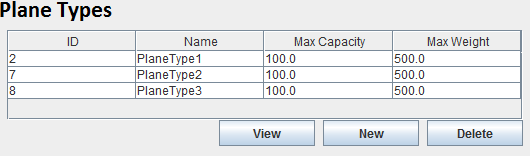 Plane Types
ID Name Max Capacity Max Weight
2 PlaneType1 100.0 500.0
7 PlaneType2 100.0 500.0
8 PlaneType3 100.0 500.0
View New Delete